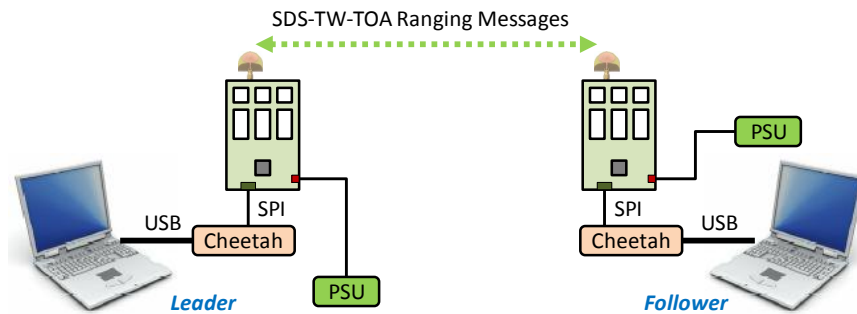 SDS-TW-TOA Ranging Messages
PSU
SPI
SPI
USB
USB
Cheetah
Cheetah
PSU
Leader
Follower